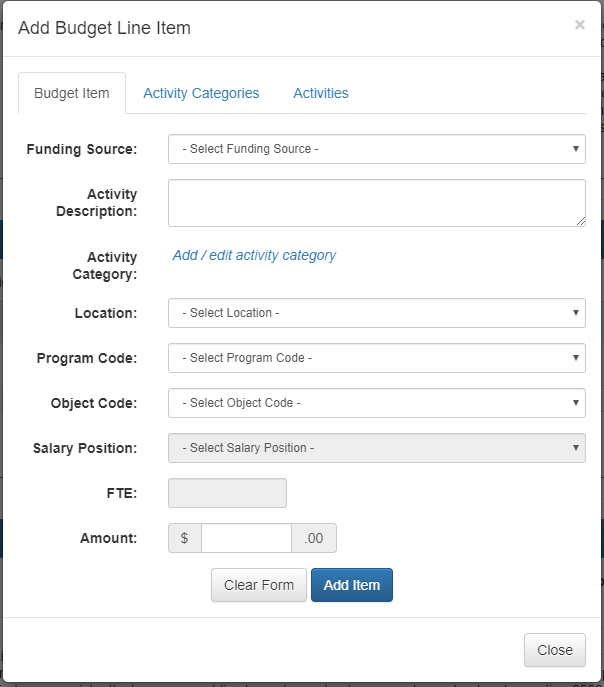 Add Budget Line Item ×
Budget Item Activity Categories Activities
Funding Source: - Select Funding Source -
Activity
Description:
Activity Add / edit activity category
Category:
Location: - Select Location -
Program Code: - Select Program Code -
Object Code: - Select Object Code -
Salary Position: - Select Salary Position -
FTE:
Amount: $ .00
Clear Form Add Item
Close